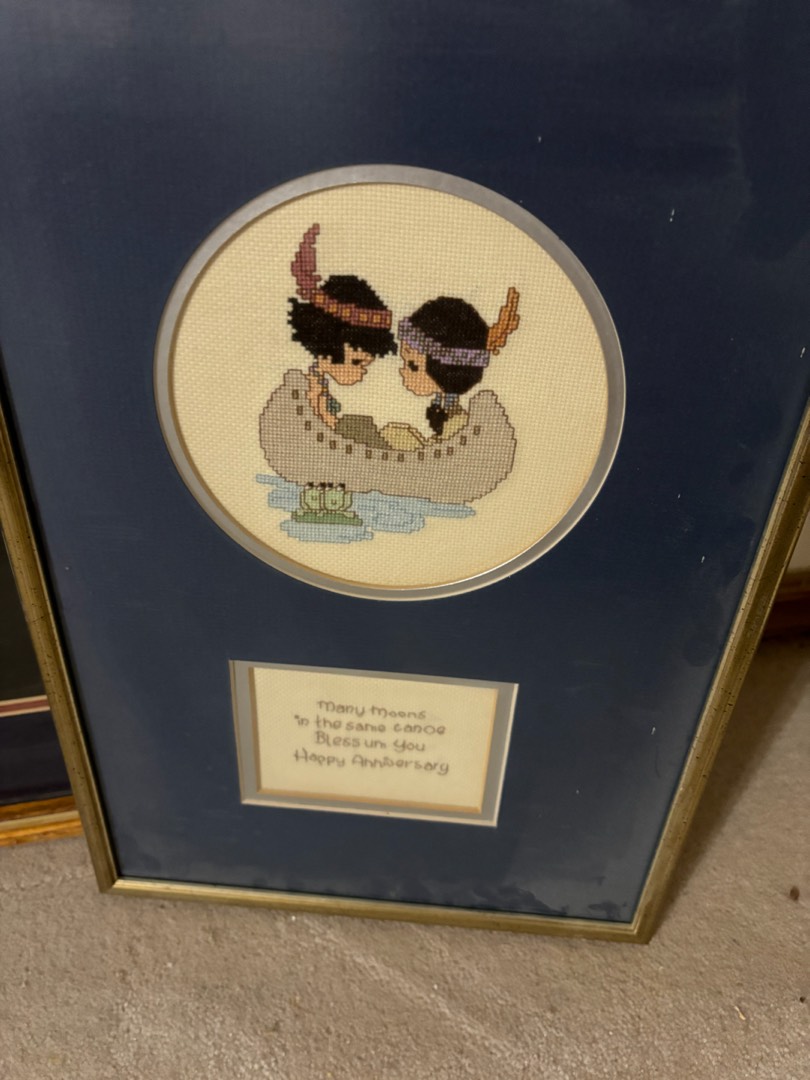 Many Moons
in the same canoe
Bless um You
Happy Anniversary